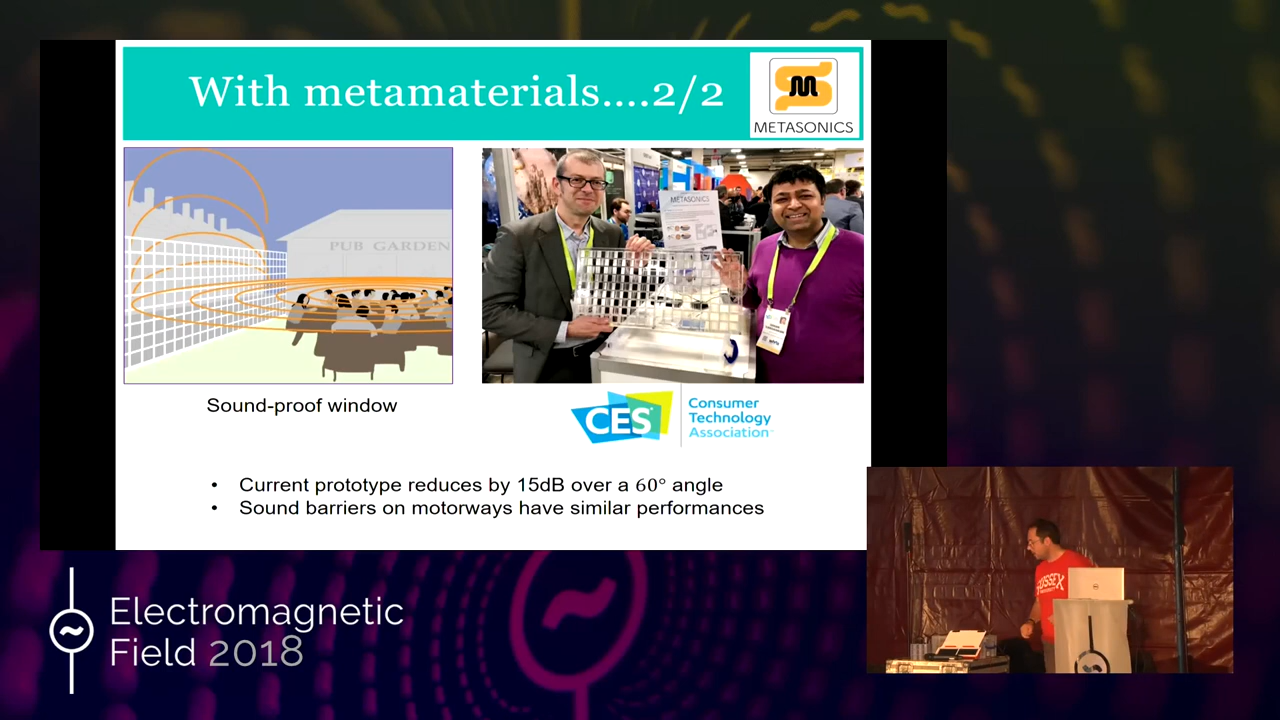 With metamaterials....2/2
METASONICS
PUB GARDEN
METASONICS
Sound-proof window
CES
Consumer
Technology
Association
• Current prototype reduces by 15dB over a 60° angle
• Sound barriers on motorways have similar performances
SUSSEX
Electromagnetic
Field 2018